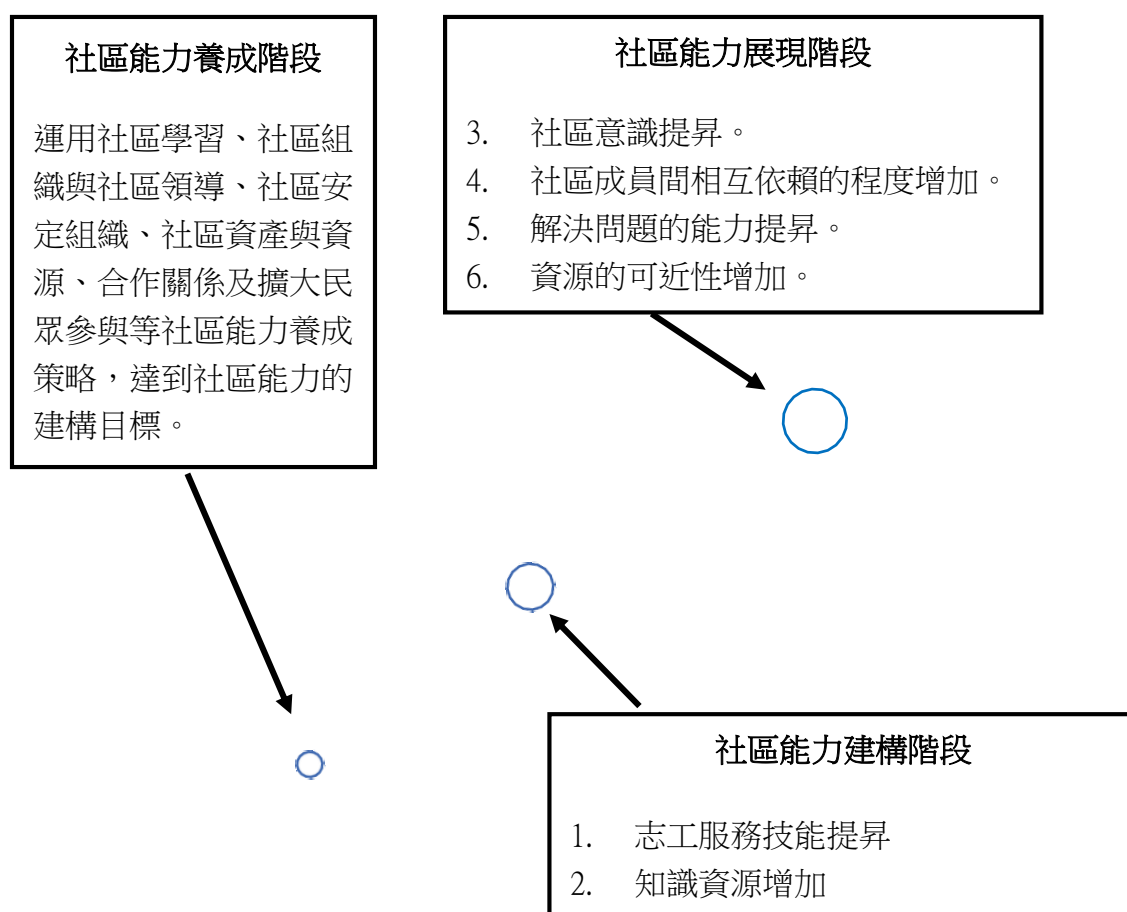 社區能力養成階段
運用社區學習、社區組
織與社區領導、社區安
定組織、社區資產與資
源、合作關係及擴大民
眾參與等社區能力養成
策略，達到社區能力的
建構目標。
社區能力展現階段
3. 社區意識提昇。
4. 社區成員間相互依賴的程度增加。
5. 解決問題的能力提昇。
6. 資源的可近性增加。
社區能力建構階段
1. 志工服務技能提昇
2. 知識資源增加